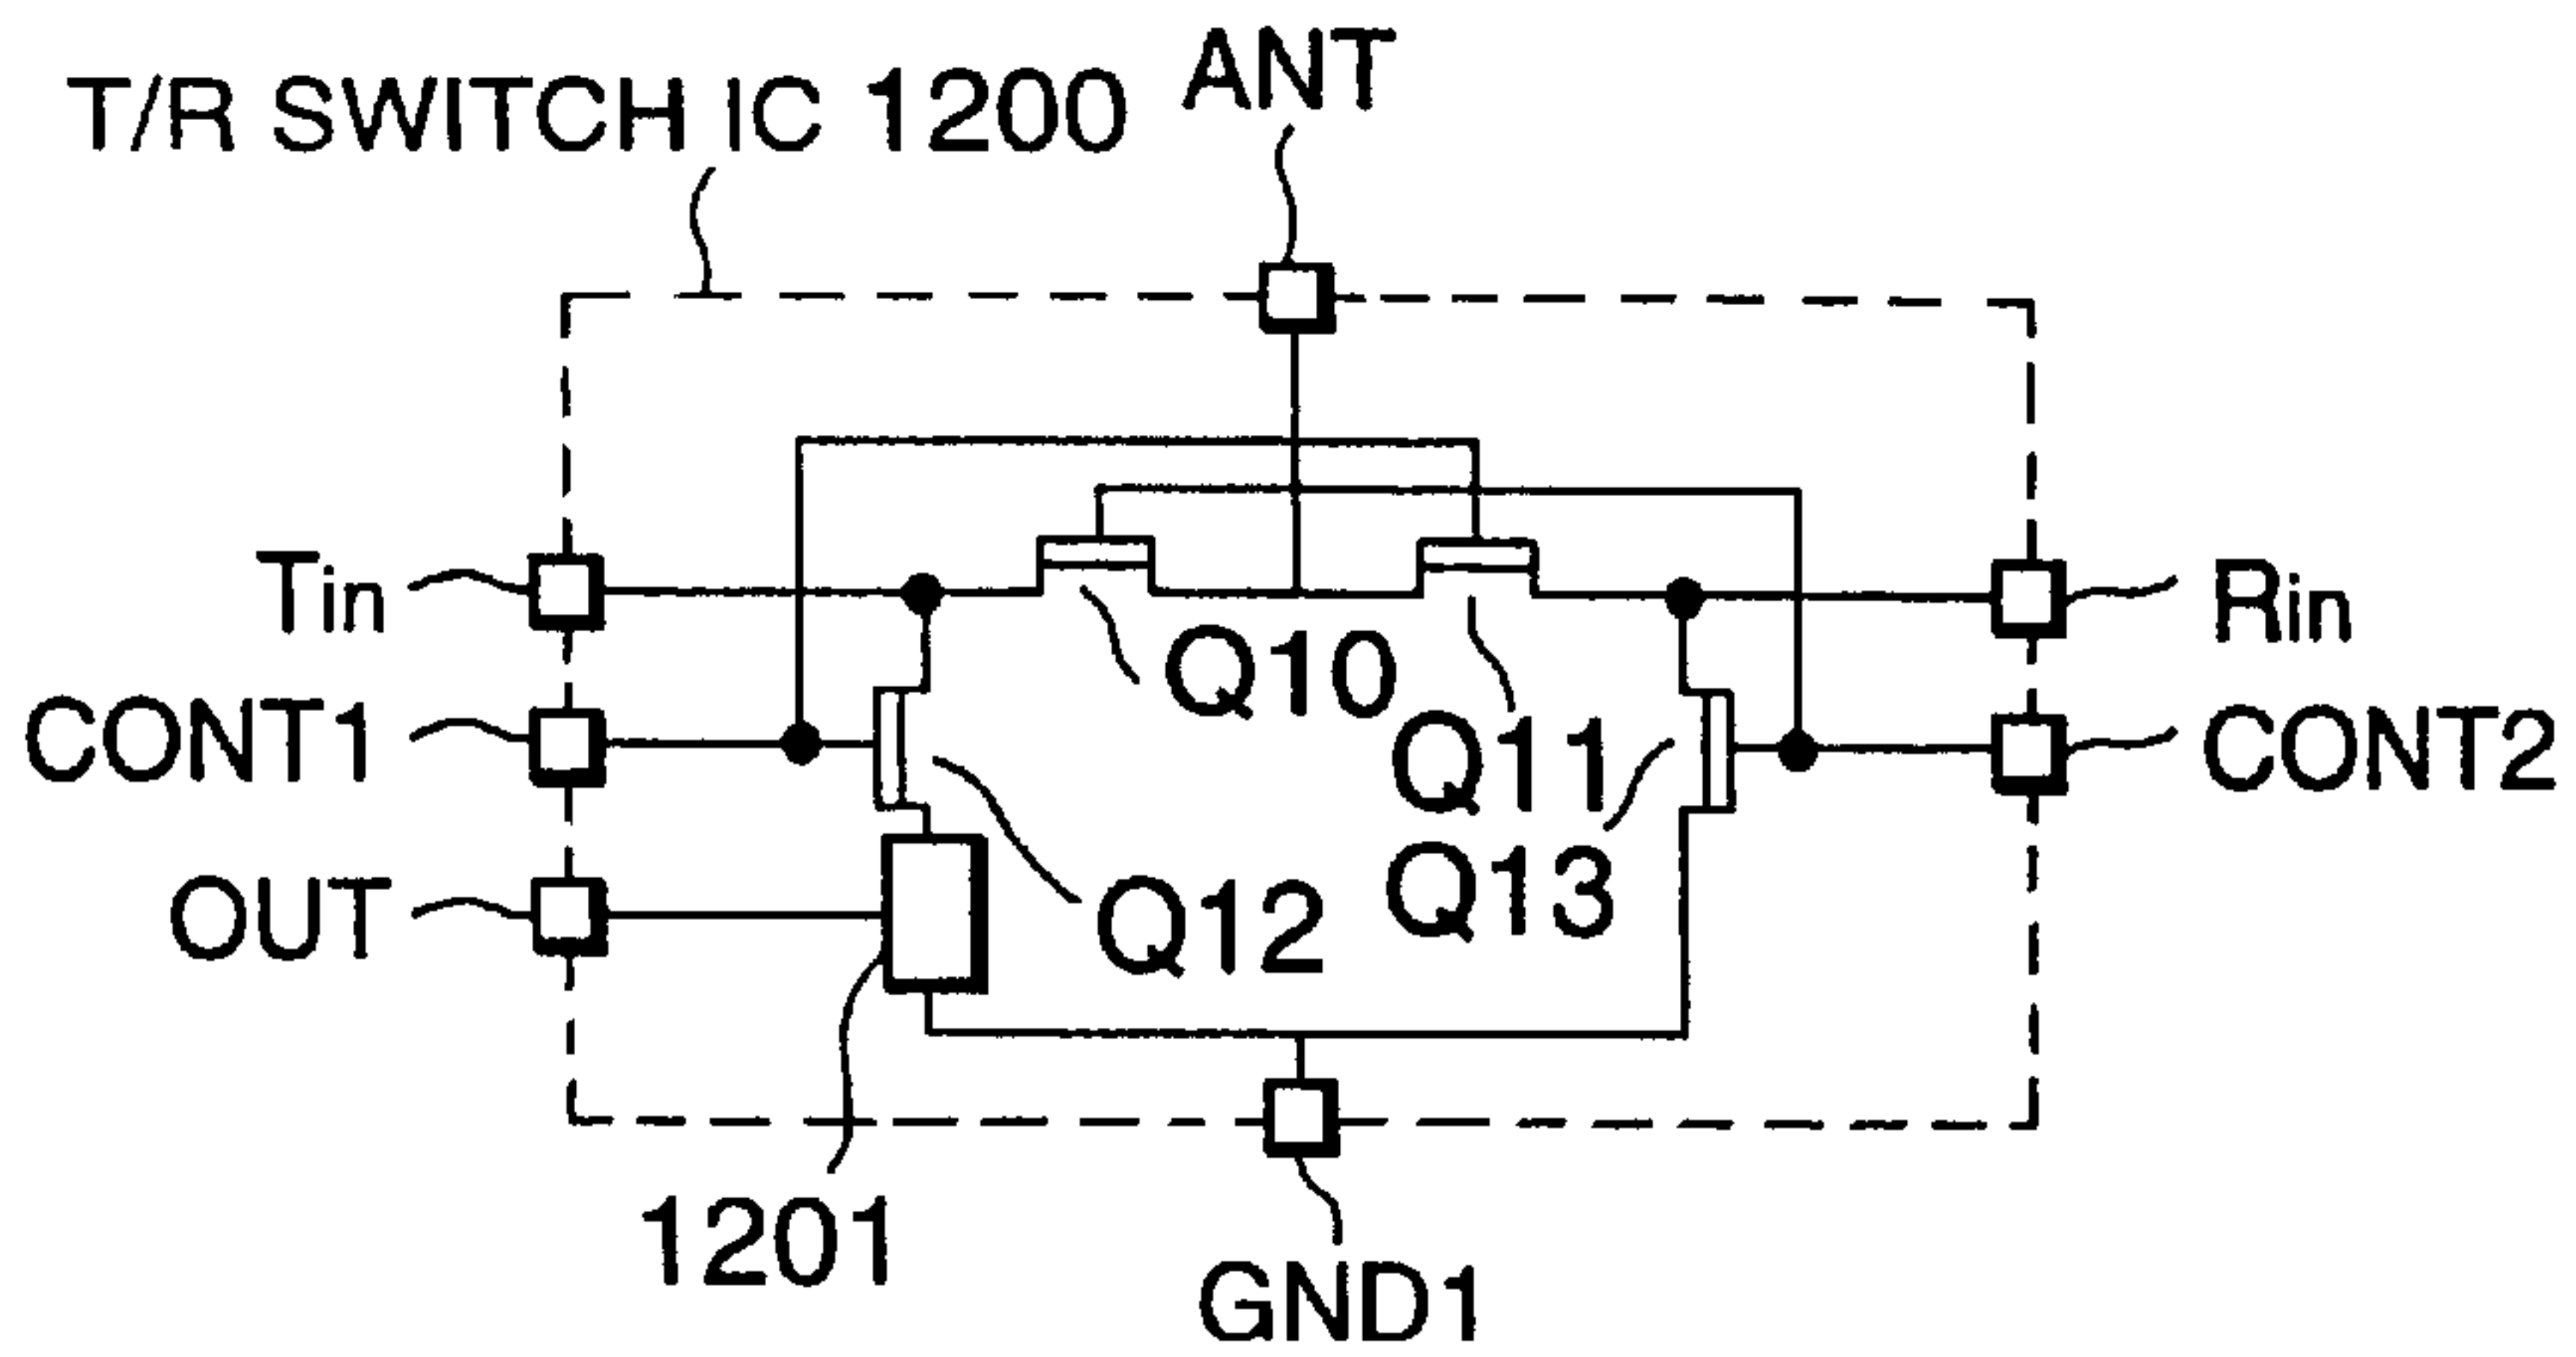 ANT
T/R SWITCH IC 1200
Tin
Rin
Q10
CONT1
Q11
CONT2
OUT
Q12
Q13
1201
GND1